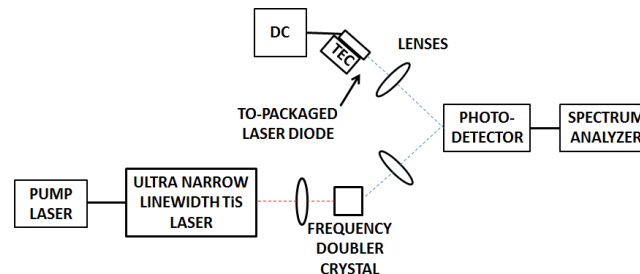 DC
TEC
LENSES
TO-PACKAGED
LASER DIODE
PHOTO-
DETECTOR
SPECTRUM
ANALYZER
PUMP
LASER
ULTRA NARROW
LINEWIDTH TiS
LASER
FREQUENCY
DOUBLER
CRYSTAL